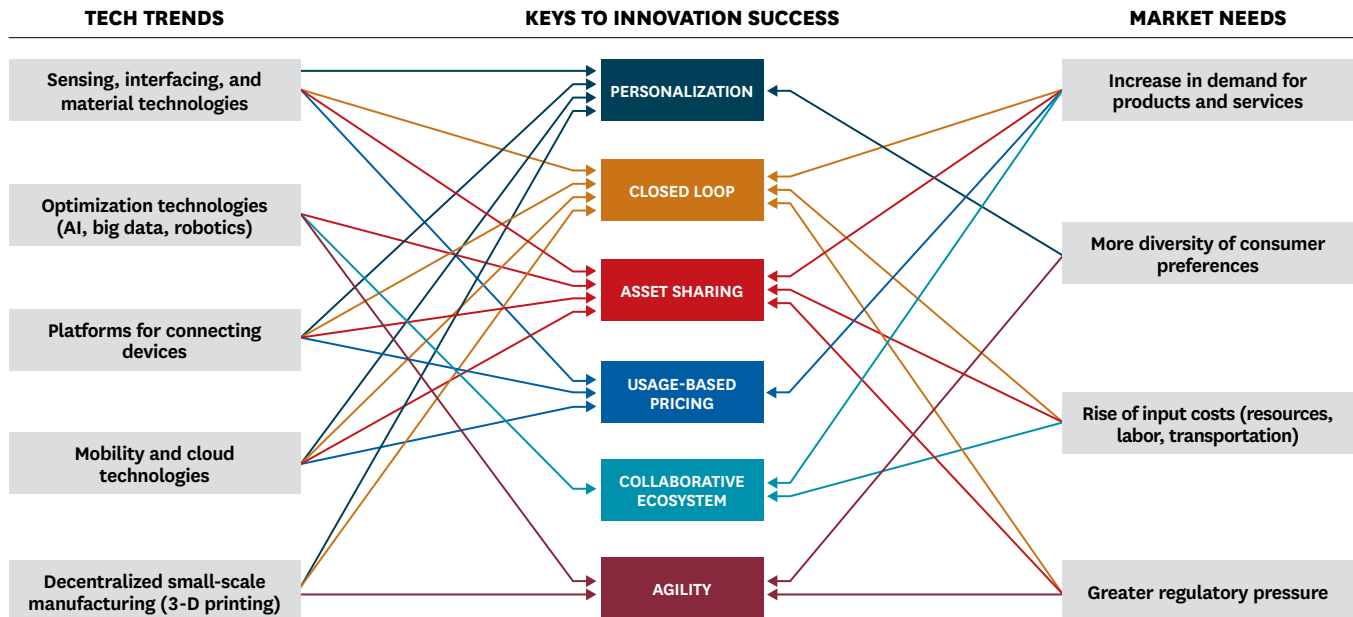 TECH TRENDS
KEYS TO INNOVATION SUCCESS
MARKET NEEDS
Sensing, interfacing, and
material technologies
Optimization technologies
(AI, big data, robotics)
Platforms for connecting
devices
Mobility and cloud
technologies
Decentralized small-scale
manufacturing (3-D printing)
PERSONALIZATION
CLOSED LOOP
ASSET SHARING
USAGE-BASED
PRICING
COLLABORATIVE
ECOSYSTEM
AGILITY
Increase in demand for
products and services
More diversity of consumer
preferences
Rise of input costs (resources,
labor, transportation)
Greater regulatory pressure